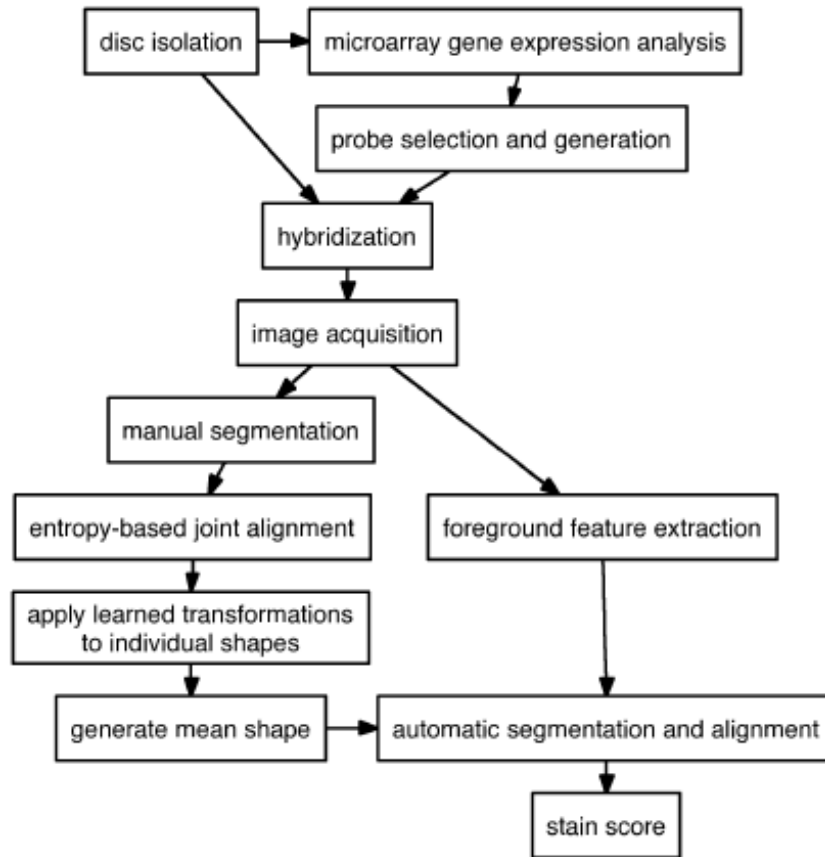 disc isolation
microarray gene expression analysis
probe selection and generation
hybridization
image acquisition
manual segmentation
entropy-based joint alignment
foreground feature extraction
apply learned transformations
to individual shapes
generate mean shape
automatic segmentation and alignment
stain score